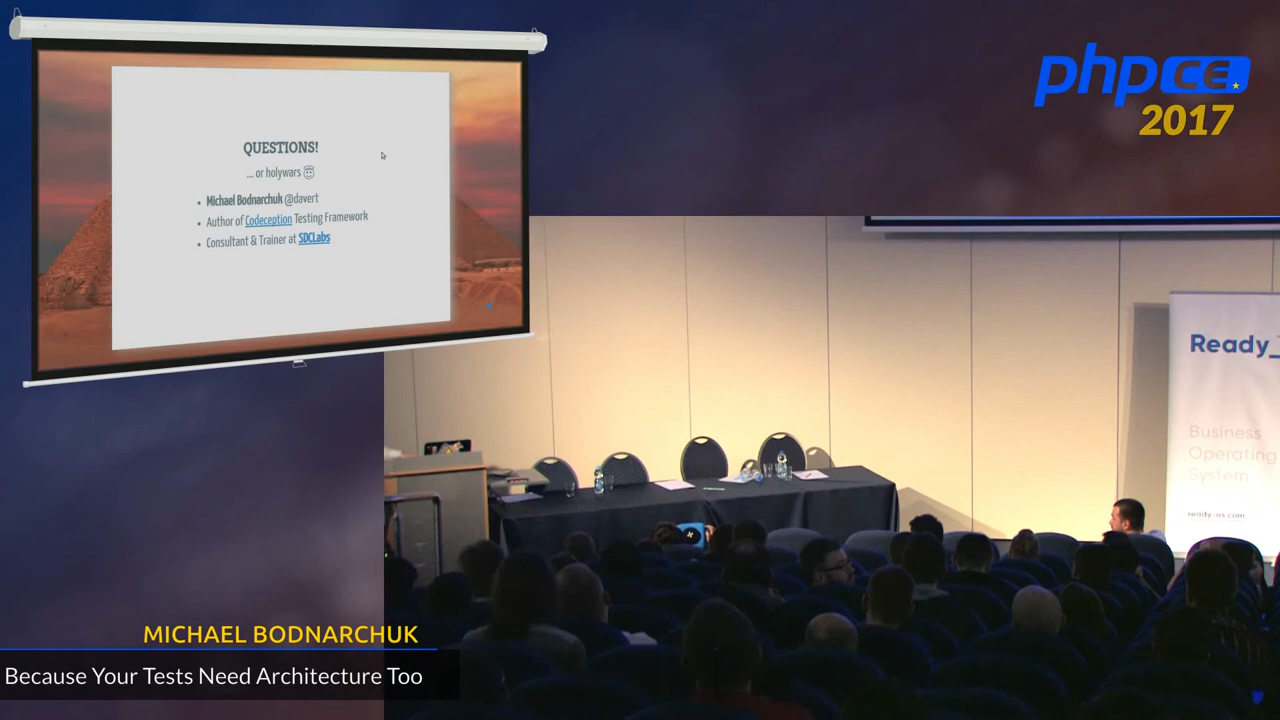 QUESTIONS!
... or holywars 😇
• Michael Bodnarchuk @davert
• Author of Codeception Testing Framework
• Consultant & Trainer at SDCLabs
phpCE
2017
Ready_
Business
Operating
System
ready-os.com
MICHAEL BODNARCHUK
Because Your Tests Need Architecture Too